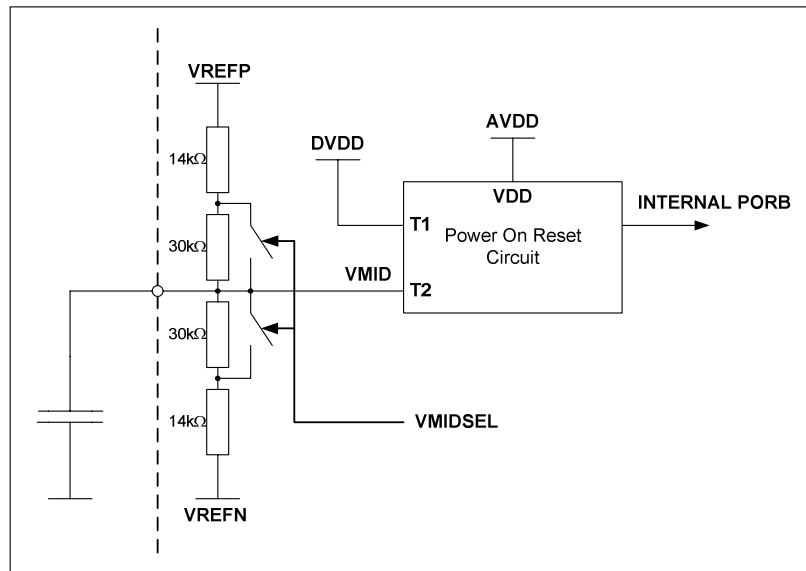 VREFP
AVDD
DVDD
14kΩ
VDD
INTERNAL PORB
T1
Power On Reset
Circuit
30kΩ
VMID
T2
30kΩ
14kΩ
VMIDSEL
VREFN